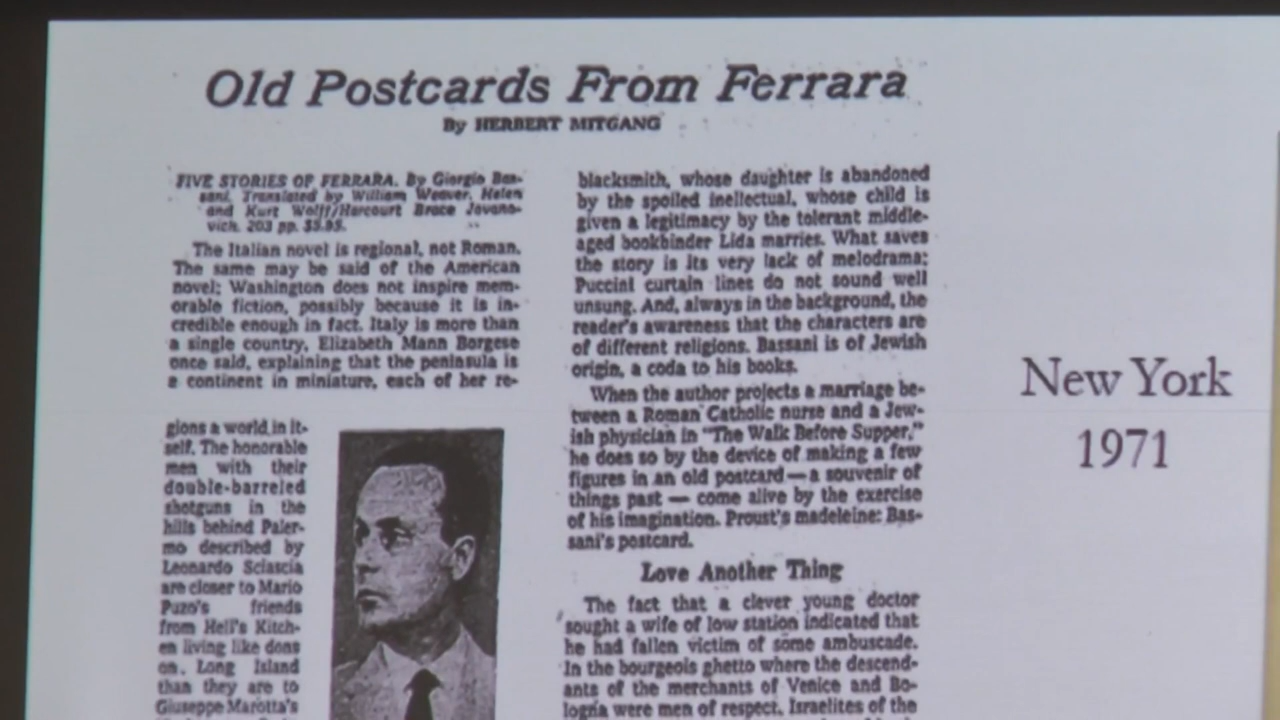 Old Postcards From Ferrara
By HERBERT MITGANG
FIVE STORIES OF FERRARA. By Giorgio Bas-
sani. Translated by William Weaver. Helen
and Kurt Wolff/Harcourt Brace Jovano-
vich. 203 pp. $5.95.
The Italian novel is regional, not Roman.
The same may be said of the American
novel; Washington does not inspire mem-
orable fiction, possibly because it is in-
credible enough in fact. Italy is more than
a single country, Elizabeth Mann Borgese
once said, explaining that the peninsula is
a continent in miniature, each of her re-
gions a world in it-
self. The honorable
men with their
double-barreled
shotguns in the
hills behind Paler-
mo described by
Leonardo Sciascia
are closer to Mario
Puzo's friends
from Hell's Kitch-
en living like dons
on Long Island
than they are to
Giuseppe Marotta's
blacksmith, whose daughter is abandoned
by the spoiled inellectual, whose child is
given a legitimacy by the tolerant middle-
aged bookbinder Lida marries. What saves
the story is its very lack of melodrama;
Puccini curtain lines do not sound well
unsung. And, always in the background, the
reader's awareness that the characters are
of different religions. Bassani is of Jewish
origin, a coda to his books.
When the author projects a marriage be-
tween a Roman Catholic nurse and a Jew-
ish physician in "The Walk Before Supper,"
he does so by the device of making a few
figures in an old postcard—a souvenir of
things past — come alive by the exercise
of his imagination. Proust's madeleine: Bas-
sani's postcard.
Love Another Thing
The fact that a clever young doctor
sought a wife of low station indicated that
he had fallen victim of some ambuscade.
In the bourgeois ghetto where the descend-
ants of the merchants of Venice and Bo-
logna were men of respect, Israelites of the
New York
1971